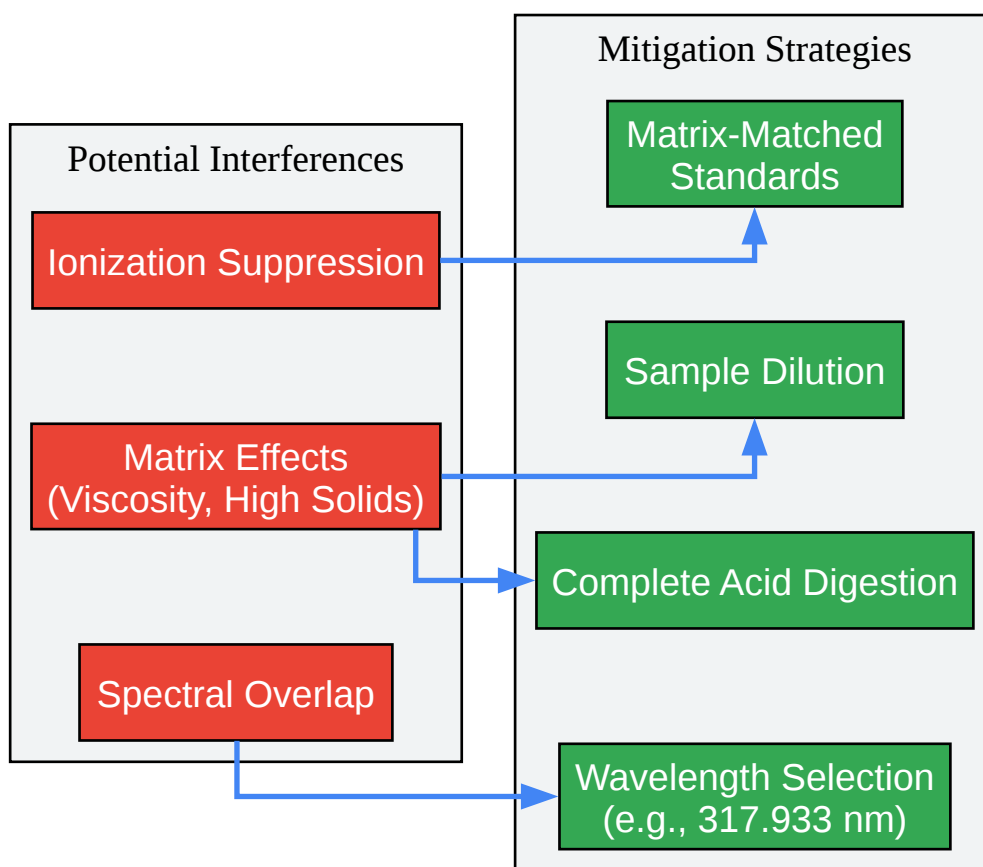 Potential Interferences
Ionization Suppression
Matrix Effects
(Viscosity, High Solids)
Spectral Overlap
Mitigation Strategies
Matrix-Matched
Standards
Sample Dilution
Complete Acid Digestion
Wavelength Selection
(e.g., 317.933 nm)